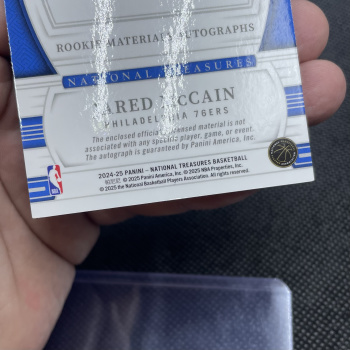 ROOKIE MATERIALS AUTOGRAPHS
NATIONAL TREASURES
JARED McCAIN
PHILADELPHIA 76ERS
The enclosed officially licensed material is not
associated with any specific player, game, or event.
The autograph is guaranteed by Panini America, Inc.
2024-25 PANINI – NATIONAL TREASURES BASKETBALL
© 2025 Panini America, Inc. © 2025 NBA Properties, Inc.
© 2025 the National Basketball Players Association. All rights reserved.